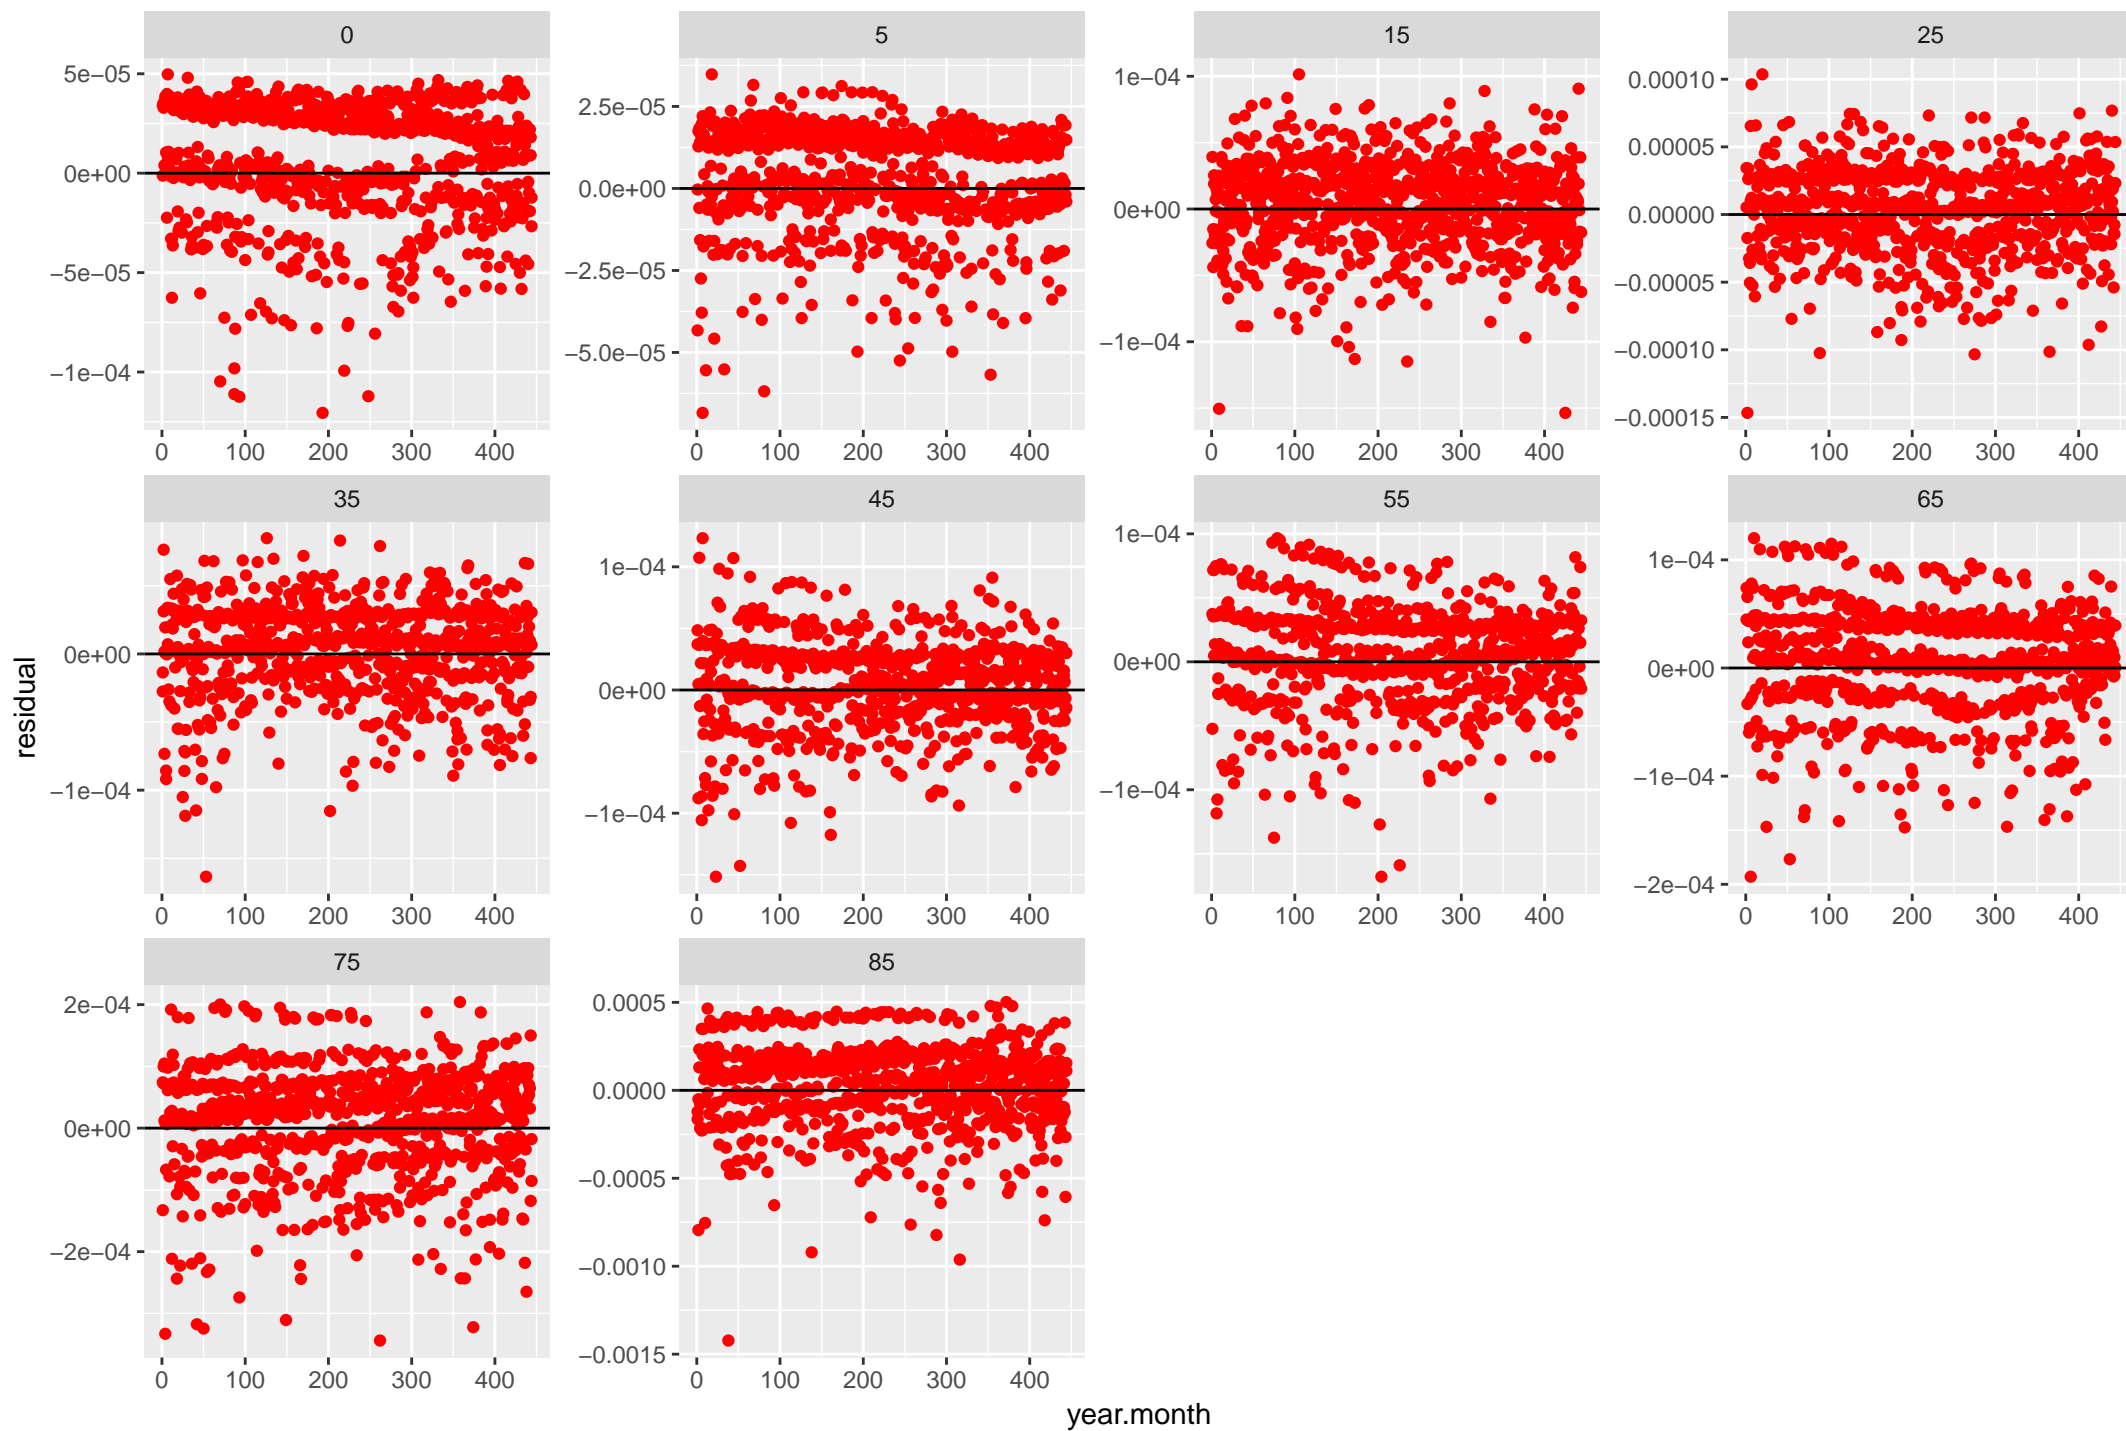 0 5 15 25
5e−05
0e+00
−5e−05
−1e−04
2.5e−05
0.0e+00
−2.5e−05
−5.0e−05
1e−04
0e+00
−1e−04
0.00010
0.00005
0.00000
−0.00005
−0.00010
−0.00015
0 100 200 300 400 0 100 200 300 400 0 100 200 300 400 0 100 200 300 400
35 45 55 65
0e+00
−1e−04
1e−04
0e+00
−1e−04
1e−04
0e+00
−1e−04
1e−04
0e+00
−1e−04
−2e−04
0 100 200 300 400 0 100 200 300 400 0 100 200 300 400 0 100 200 300 400
residual
75 85
2e−04
0e+00
−2e−04
0.0005
0.0000
−0.0005
−0.0010
−0.0015
0 100 200 300 400 0 100 200 300 400
year.month